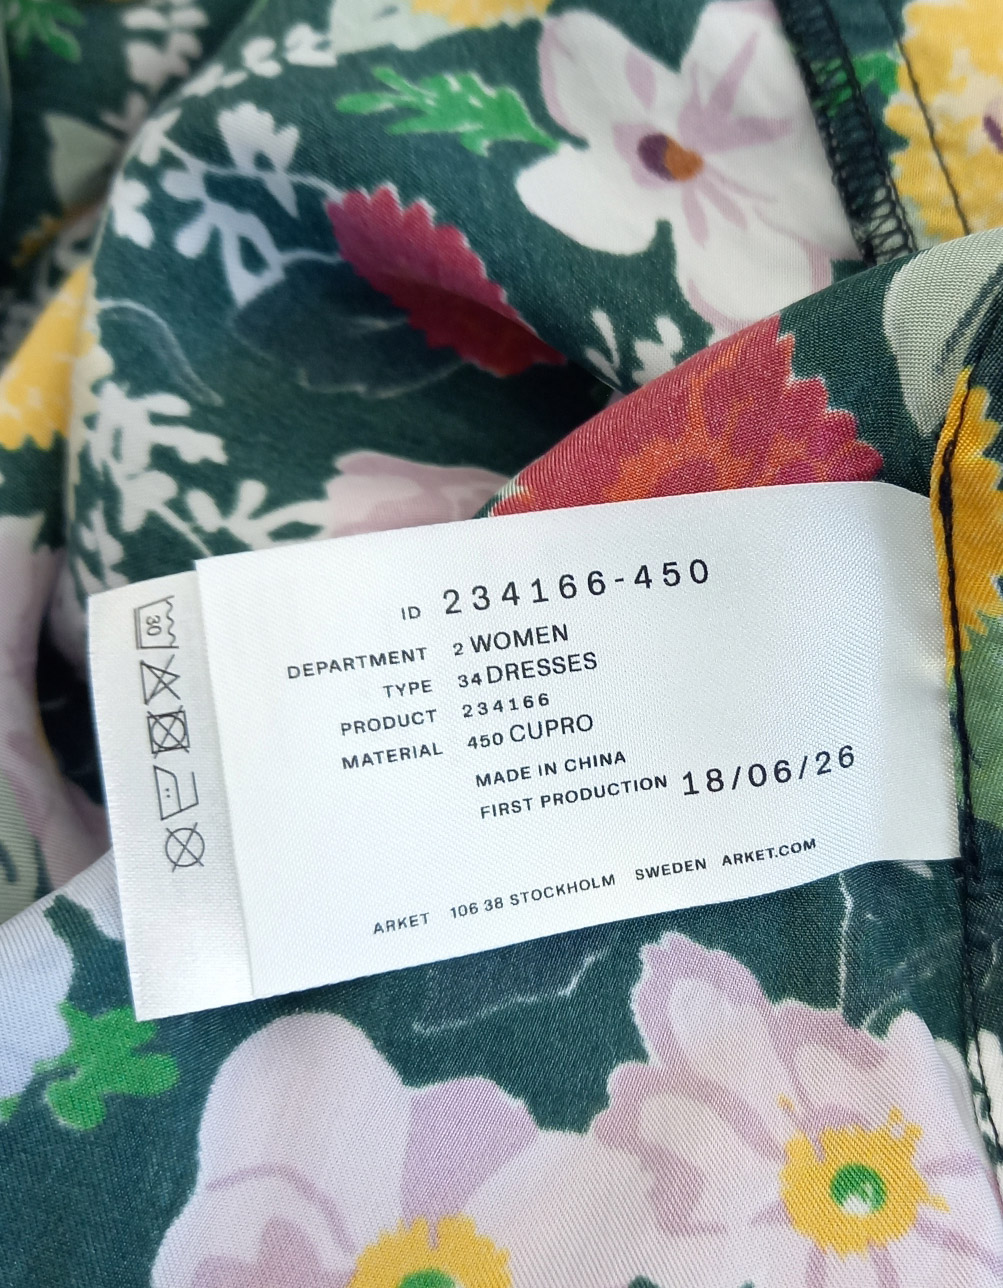 ID 234166-450
DEPARTMENT 2 WOMEN
TYPE 34 DRESSES
PRODUCT 234166
MATERIAL 450 CUPRO
MADE IN CHINA
FIRST PRODUCTION 18/06/26
ARKET 106 38 STOCKHOLM SWEDEN ARKET.COM
30